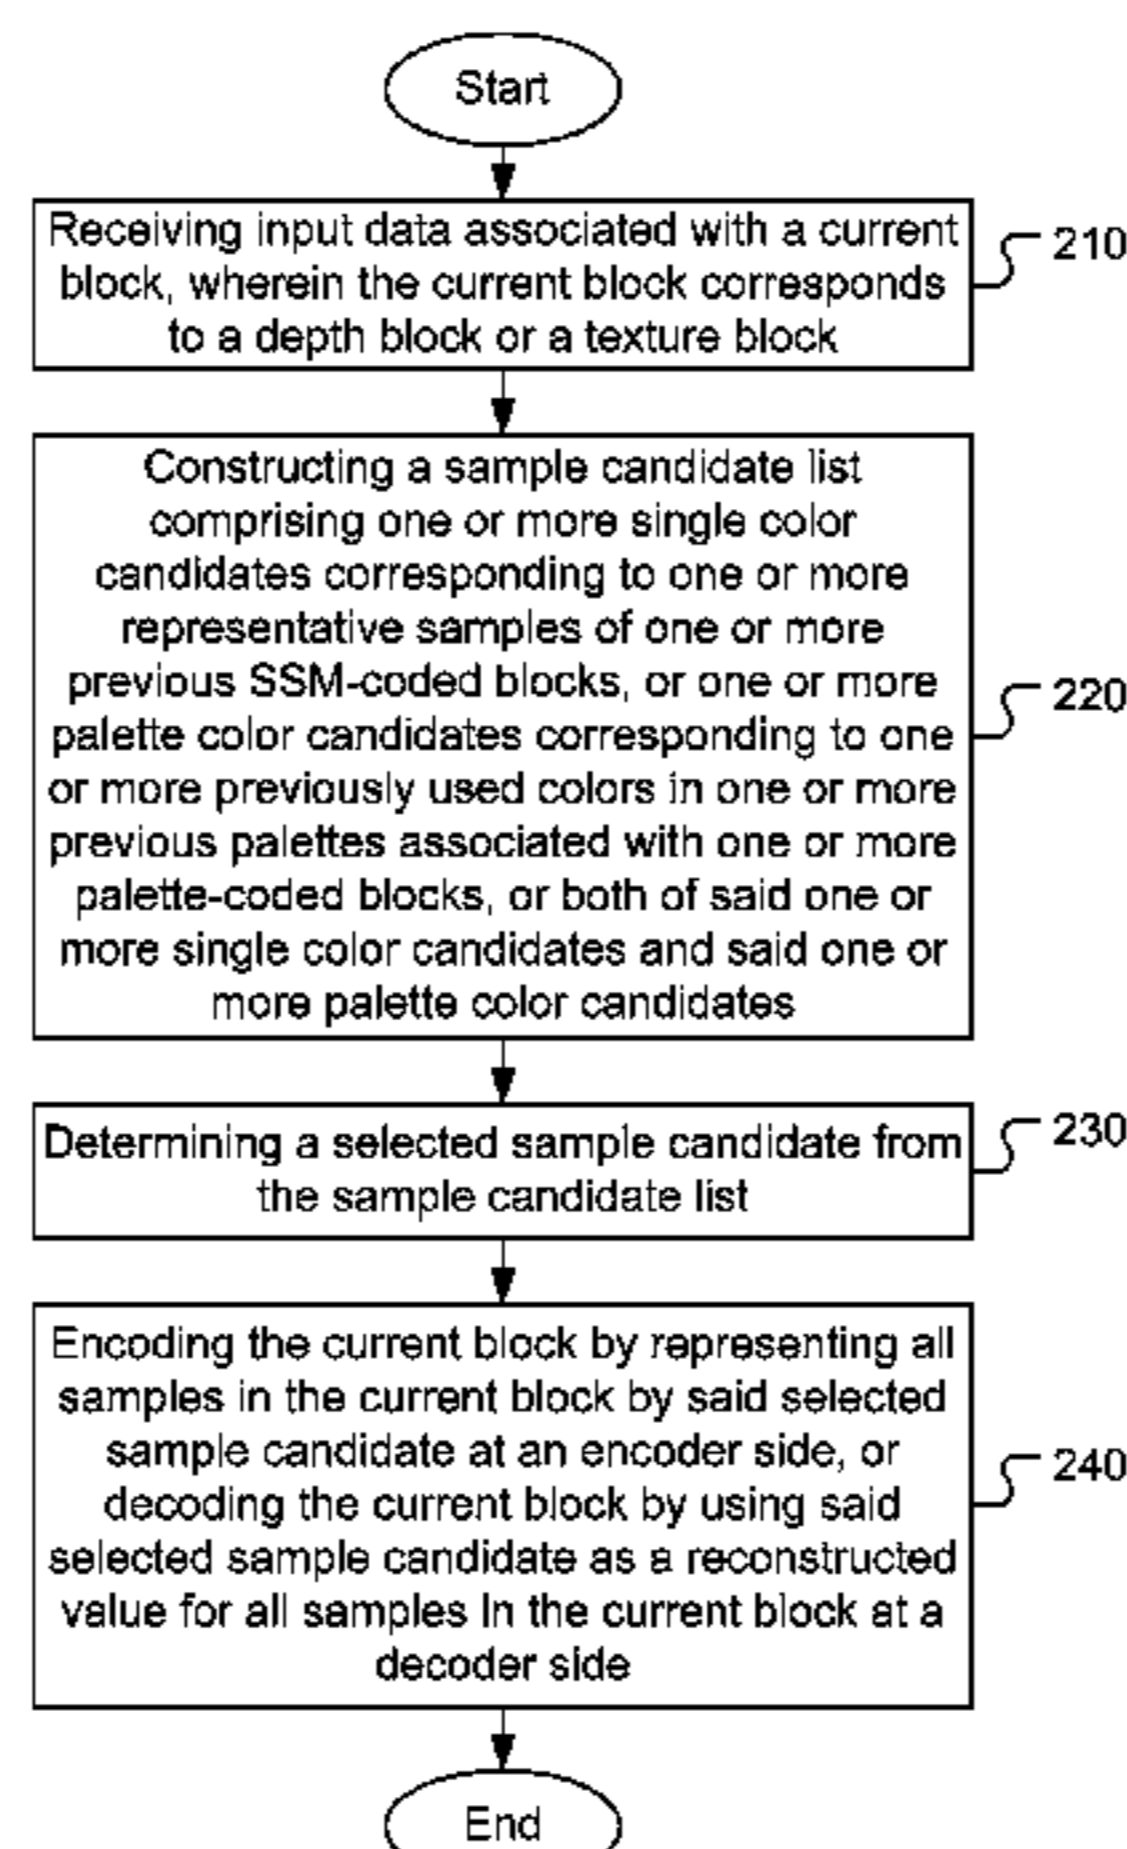 Start
Receiving input data associated with a current
block, wherein the current block corresponds
to a depth block or a texture block
210
Constructing a sample candidate list
comprising one or more single color
candidates corresponding to one or more
representative samples of one or more
previous SSM-coded blocks, or one or more
palette color candidates corresponding to one
or more previously used colors in one or more
previous palettes associated with one or more
palette-coded blocks, or both of said one or
more single color candidates and said one or
more palette color candidates
220
Determining a selected sample candidate from
the sample candidate list
230
Encoding the current block by representing all
samples in the current block by said selected
sample candidate at an encoder side, or
decoding the current block by using said
selected sample candidate as a reconstructed
value for all samples in the current block at a
decoder side
240
End